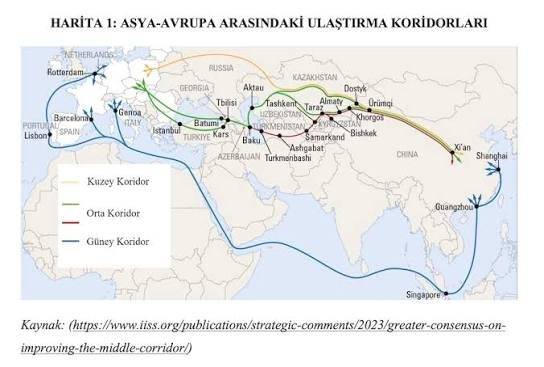 HARİTA 1: ASYA-AVRUPA ARASINDAKİ ULAŞTIRMA KORİDORLARI
NETHERLANDS
Rotterdam
RUSSIA
KAZAKHSTAN
GEORGIA
Aktau
Dostyk
Tashkent
Almaty
Ürümqi
Taraz
Tbilisi
UZBEKISTAN
Genoa
Barcelona
ITALY
Batumi
Khorgos
PORTUGAL
SPAIN
Istanbul
Kars
TÜRKİYE
Baku
TURKMENISTAN
KYRGYZSTAN
Bishkek
Lisbon
Samarkand
Ashgabat
AZERBAIJAN
Turkmenbashi
CHINA
Xi'an
Shanghai
Guangzhou
Singapore
Kuzey Koridor
Orta Koridor
Güney Koridor
Kaynak: (https://www.iiss.org/publications/strategic-comments/2023/greater-consensus-on-
improving-the-middle-corridor/)